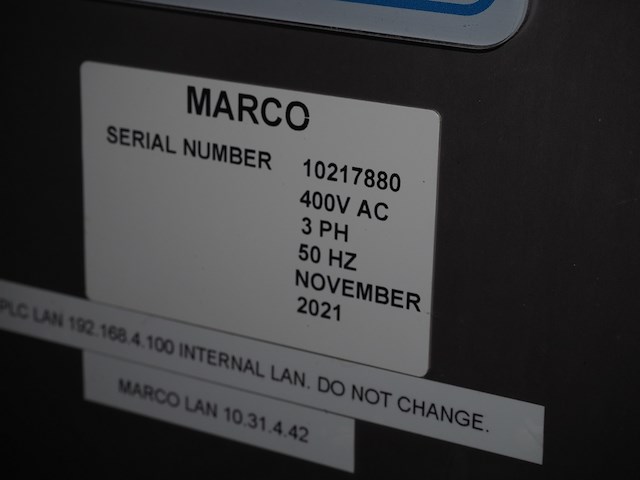 MARCO
SERIAL NUMBER 10217880
400V AC
3 PH
50 HZ
NOVEMBER
2021
PLC LAN 192.168.4.100 INTERNAL LAN. DO NOT CHANGE.
MARCO LAN 10.31.4.42